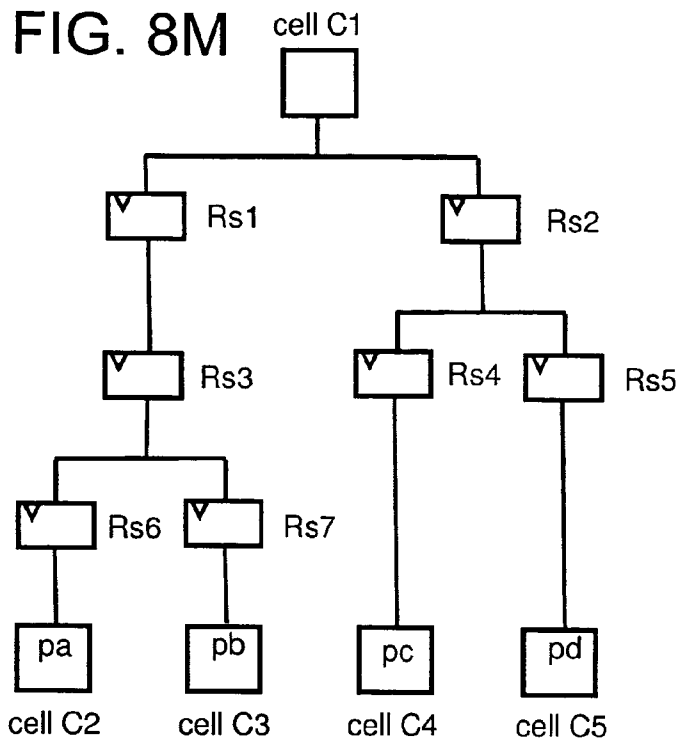 FIG. 8M
cell C1
Rs1
Rs2
Rs3
Rs4
Rs5
Rs6
Rs7
pa
pb
pc
pd
cell C2
cell C3
cell C4
cell C5